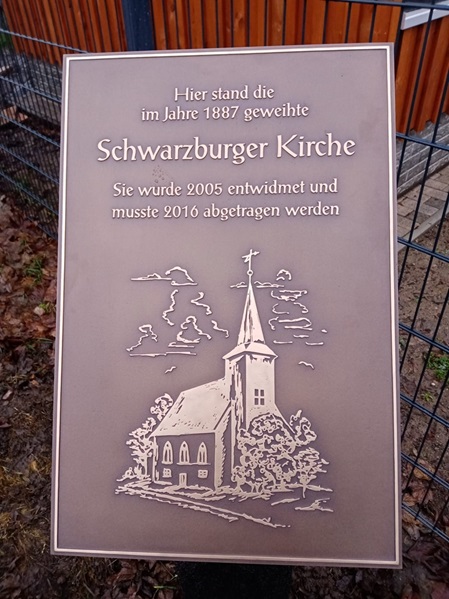 Hier stand die
im Jahre 1887 geweihte
Schwarzburger Kirche
Sie wurde 2005 entwidmet und
musste 2016 abgetragen werden